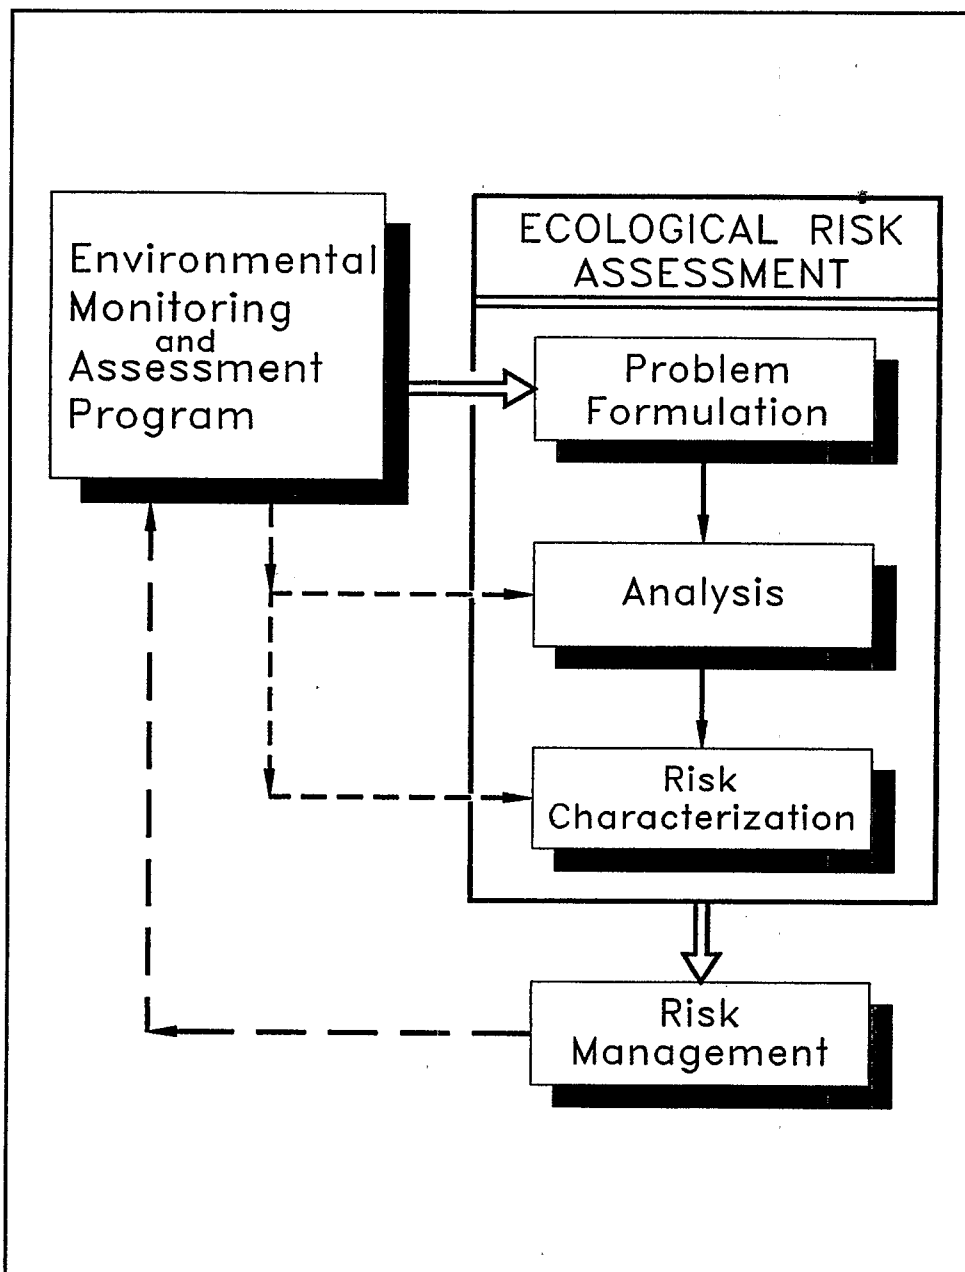 Environmental
Monitoring
and
Assessment
Program
ECOLOGICAL RISK
ASSESSMENT
Problem
Formulation
Analysis
Risk
Characterization
Risk
Management